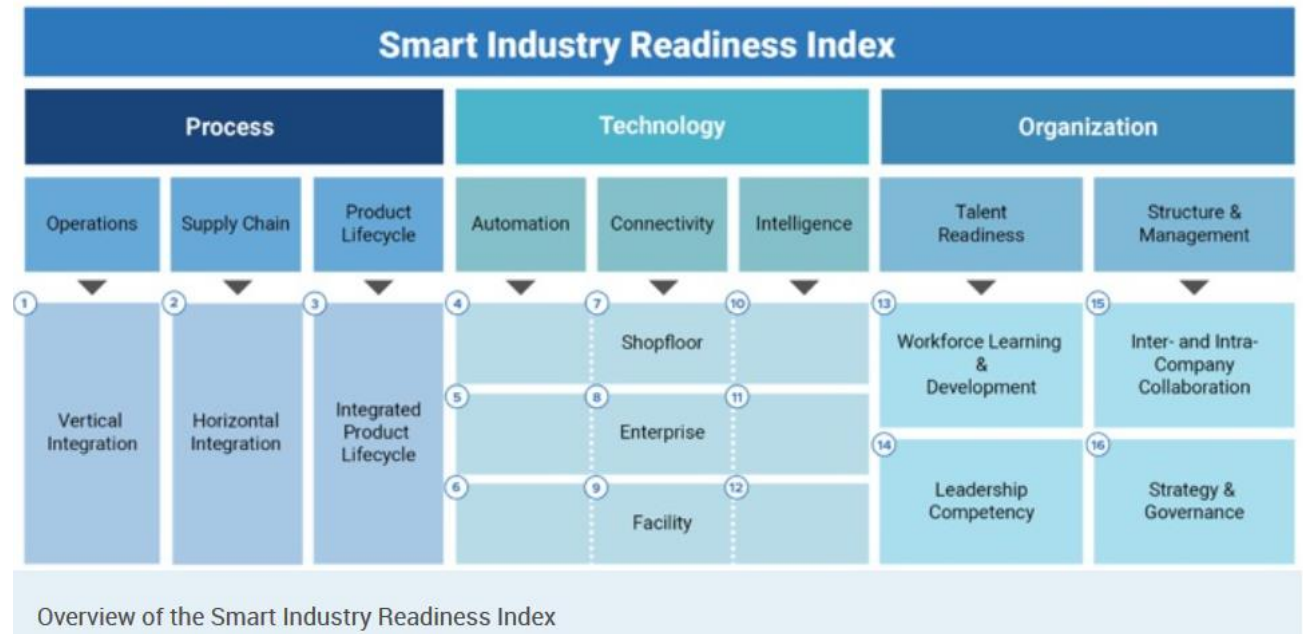 Smart Industry Readiness Index
Process
Technology
Organization
Operations
Supply Chain
Product
Lifecycle
Automation
Connectivity
Intelligence
Talent
Readiness
Structure &
Management
1
Vertical
Integration
2
Horizontal
Integration
3
Integrated
Product
Lifecycle
4
7
10
Shopfloor
5
8
11
Enterprise
6
9
12
Facility
13
Workforce Learning
&
Development
14
Leadership
Competency
15
Inter- and Intra-
Company
Collaboration
16
Strategy &
Governance
Overview of the Smart Industry Readiness Index